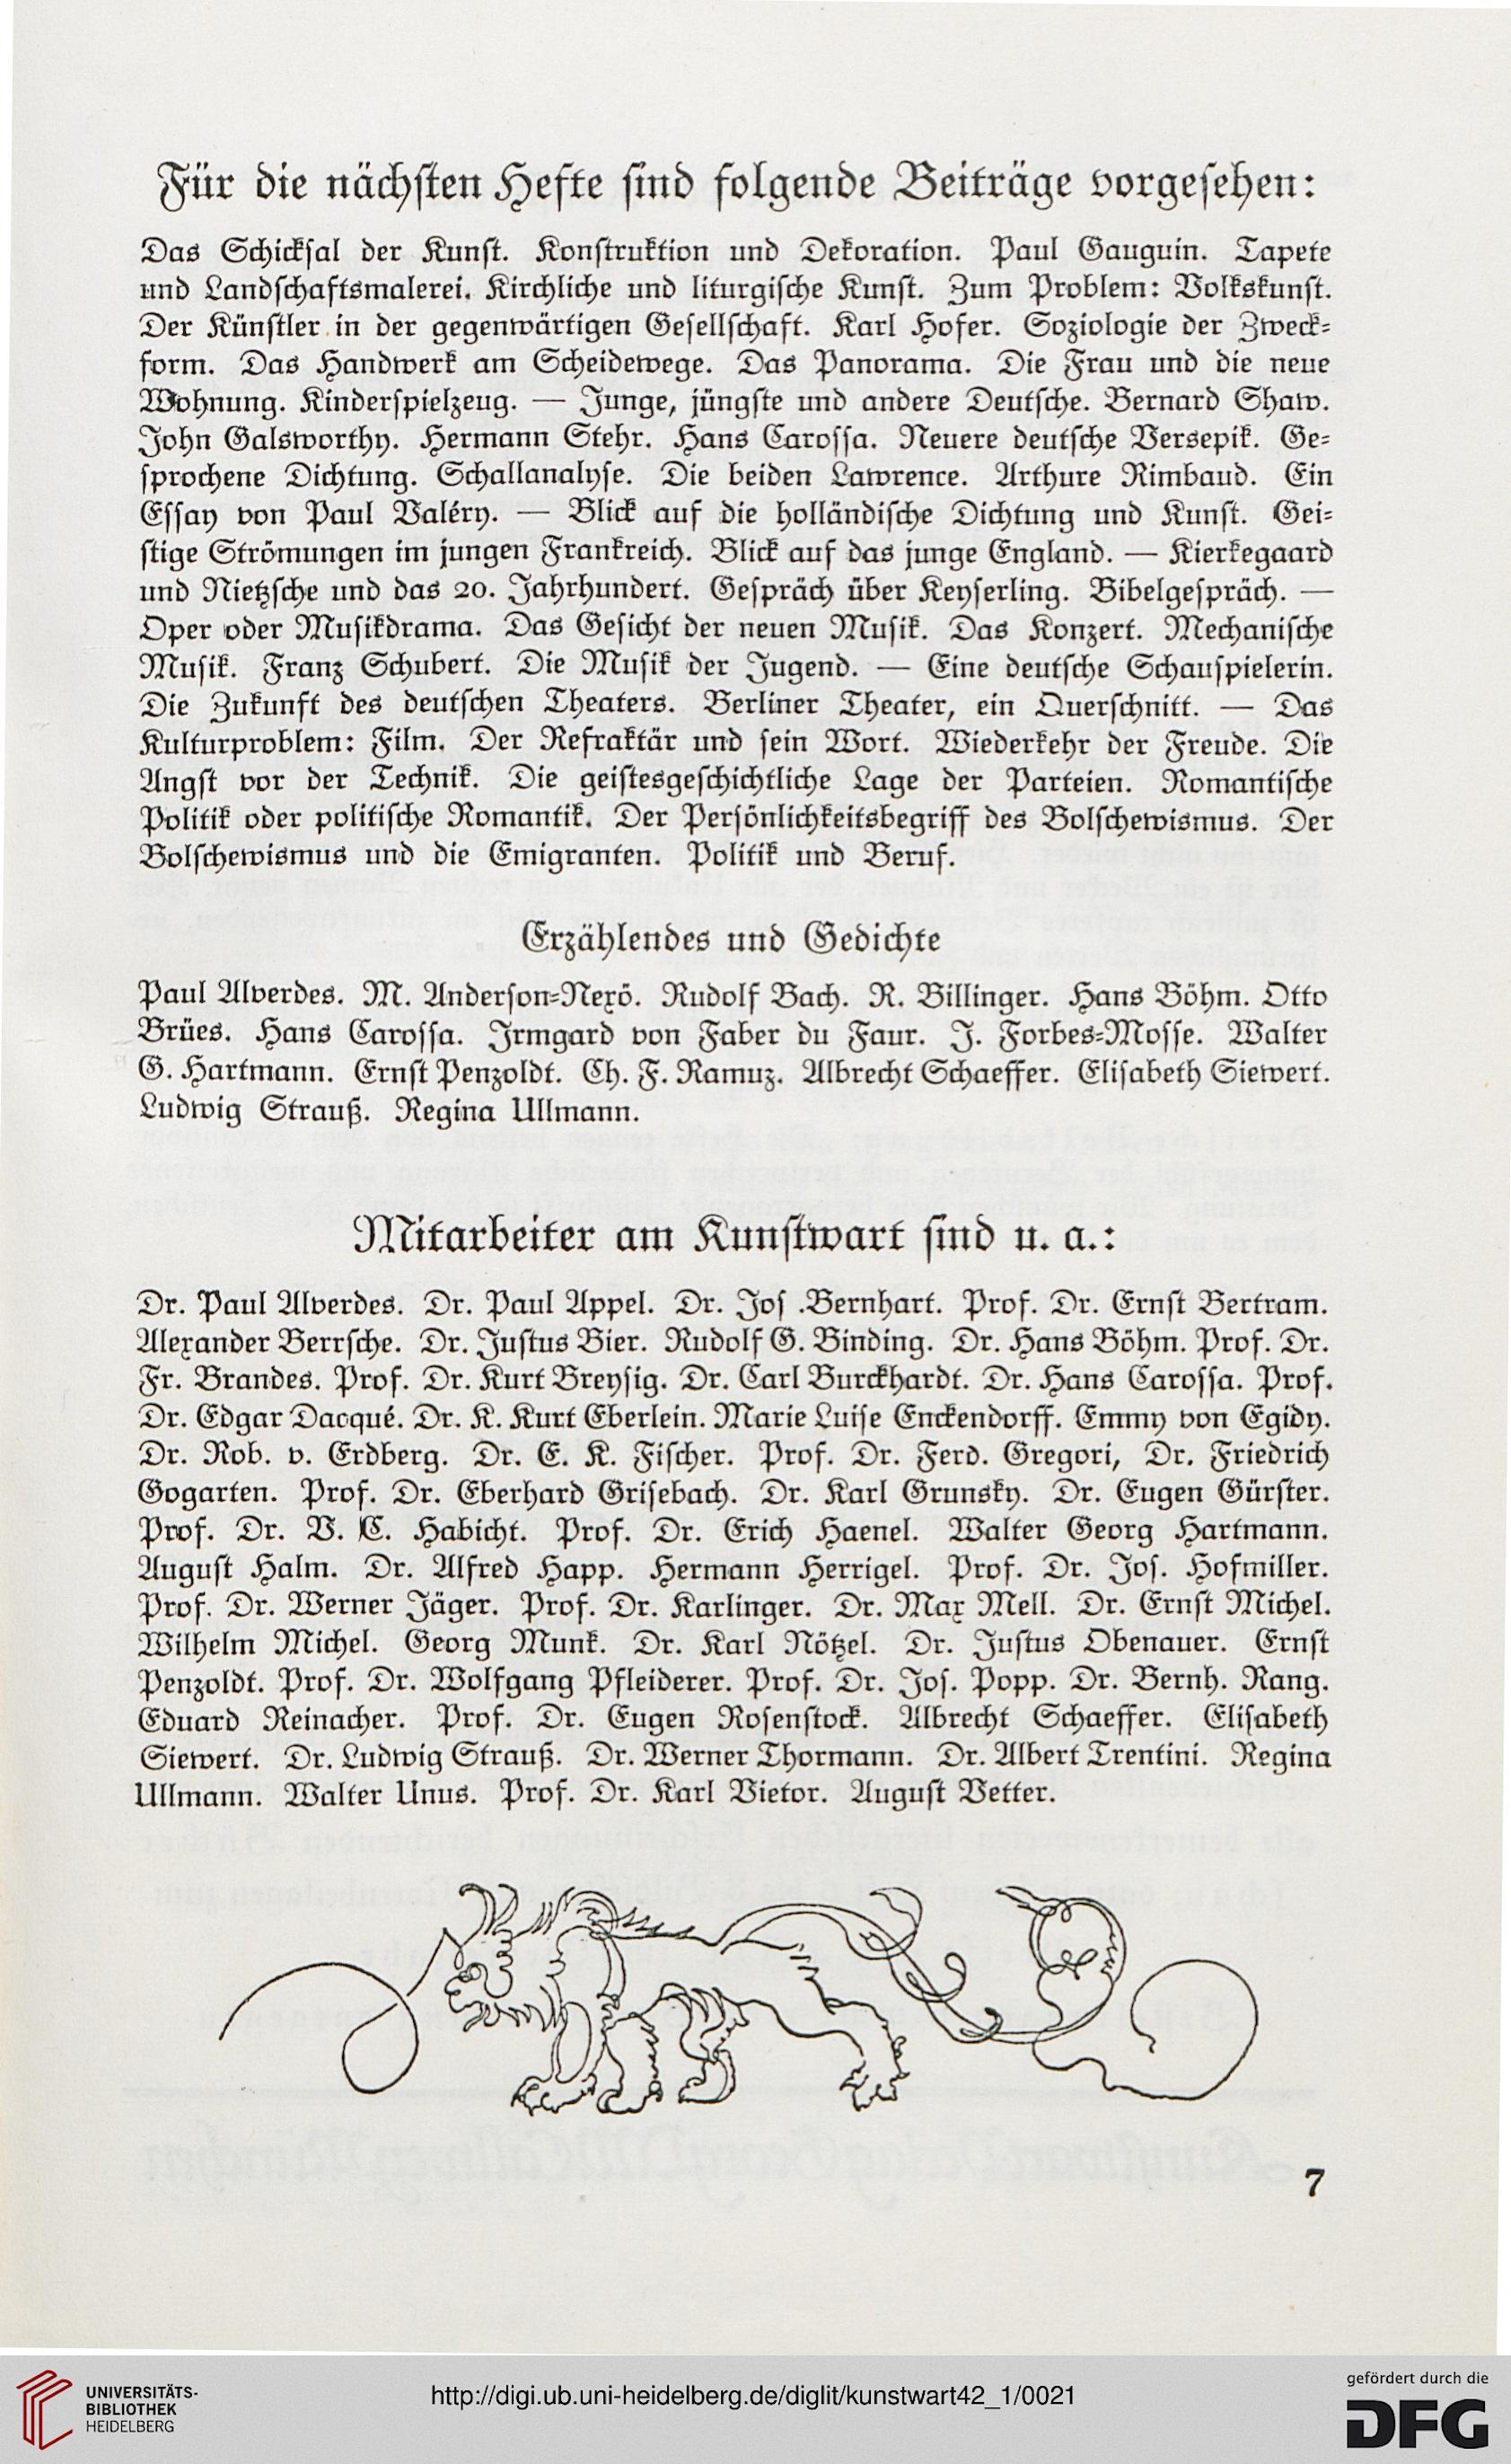 Für die nächsten Hefte sind folgende Beiträge vorgesehen:
Das Schicksal der Kunst. Konstruktion und Dekoration. Paul Gauguin. Tapete
und Landschaftsmalerei. Kirchliche und liturgische Kunst. Zum Problem: Volkskunst.
Der Künstler in der gegenwärtigen Gesellschaft. Karl Hofer. Soziologie der Zweck-
form. Das Handwerk am Scheidewege. Das Panorama. Die Frau und die neue
Wohnung. Kinderspielzeug. — Junge, jüngste und andere Deutsche. Bernard Shaw.
John Galsworthy. Hermann Stehr. Hans Carossa. Neuere deutsche Versepik. Ge-
sprochene Dichtung. Schallanalyse. Die beiden Lawrence. Arthure Rimbaud. Ein
Essay von Paul Valéry. — Blick auf die holländische Dichtung und Kunst. Gei-
stige Strömungen im jungen Frankreich. Blick auf das junge England. — Kierkegaard
und Nietzsche und das 20. Jahrhundert. Gespräch über Keyserling. Bibelgespräch. —
Oper oder Musikdrama. Das Gesicht der neuen Musik. Das Konzert. Mechanische
Musik. Franz Schubert. Die Musik der Jugend. — Eine deutsche Schauspielerin.
Die Zukunft des deutschen Theaters. Berliner Theater, ein Querschnitt. — Das
Kulturproblem: Film. Der Refraktär und sein Wort. Wiederkehr der Freude. Die
Angst vor der Technik. Die geistesgeschichtliche Lage der Parteien. Romantische
Politik oder politische Romantik. Der Persönlichkeitsbegriff des Bolschewismus. Der
Bolschewismus und die Emigranten. Politik und Beruf.
Erzählendes und Gedichte
Paul Alverdes. M. Anderson-Nexö. Rudolf Bach. R. Billinger. Hans Böhm. Otto
Brües. Hans Carossa. Irmgard von Faber du Faur. J. Forbes-Mosse. Walter
G. Hartmann. Ernst Penzoldt. Ch. F. Ramuz. Albrecht Schaeffer. Elisabeth Siewert.
Ludwig Strauß. Regina Ullmann.
Mitarbeiter am Kunstwart sind u. a.:
Dr. Paul Alverdes. Dr. Paul Appel. Dr. Jos .Bernhart. Prof. Dr. Ernst Bertram.
Alexander Berrsche. Dr. Justus Bier. Rudolf G. Binding. Dr. Hans Böhm. Prof. Dr.
Fr. Brandes. Prof. Dr. Kurt Breysig. Dr. Carl Burckhardt. Dr. Hans Carossa. Prof.
Dr. Edgar Dacqué. Dr. K. Kurt Eberlein. Marie Luise Enckendorff. Emmy von Egidy.
Dr. Rob. v. Erdberg. Dr. E. K. Fischer. Prof. Dr. Ferd. Gregori, Dr. Friedrich
Gogarten. Prof. Dr. Eberhard Grisebach. Dr. Karl Grunsky. Dr. Eugen Gürster.
Prof. Dr. V. C. Habicht. Prof. Dr. Erich Haenel. Walter Georg Hartmann.
August Halm. Dr. Alfred Happ. Hermann Herrigel. Prof. Dr. Jos. Hofmiller.
Prof. Dr. Werner Jäger. Prof. Dr. Karlinger. Dr. Max Mell. Dr. Ernst Michel.
Wilhelm Michel. Georg Munk. Dr. Karl Nötzel. Dr. Justus Obenauer. Ernst
Penzoldt. Prof. Dr. Wolfgang Pfleiderer. Prof. Dr. Jos. Popp. Dr. Bernh. Rang.
Eduard Reinacher. Prof. Dr. Eugen Rosenstock. Albrecht Schaeffer. Elisabeth
Siewert. Dr. Ludwig Strauß. Dr. Werner Thormann. Dr. Albert Trentini. Regina
Ullmann. Walter Unus. Prof. Dr. Karl Vietor. August Vetter.
7
UNIVERSITÄTS-
BIBLIOTHEK
HEIDELBERG
http://digi.ub.uni-heidelberg.de/diglit/kunstwart42_1/0021
gefördert durch die
DFG